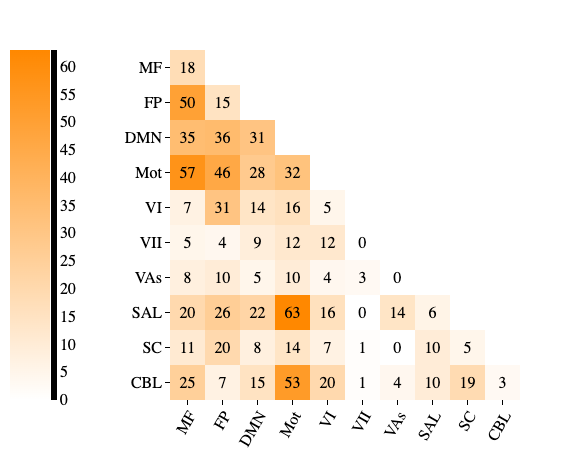 60
55
50
45
40
35
30
25
20
15
10
5
0
MF 18
FP 50 15
DMN 35 36 31
Mot 57 46 28 32
VI 7 31 14 16 5
VII 5 4 9 12 12 0
VAs 8 10 5 10 4 3 0
SAL 20 26 22 63 16 0 14 6
SC 11 20 8 14 7 1 0 10 5
CBL 25 7 15 53 20 1 4 10 19 3
MF FP DMN Mot VI VII VAs SAL SC CBL